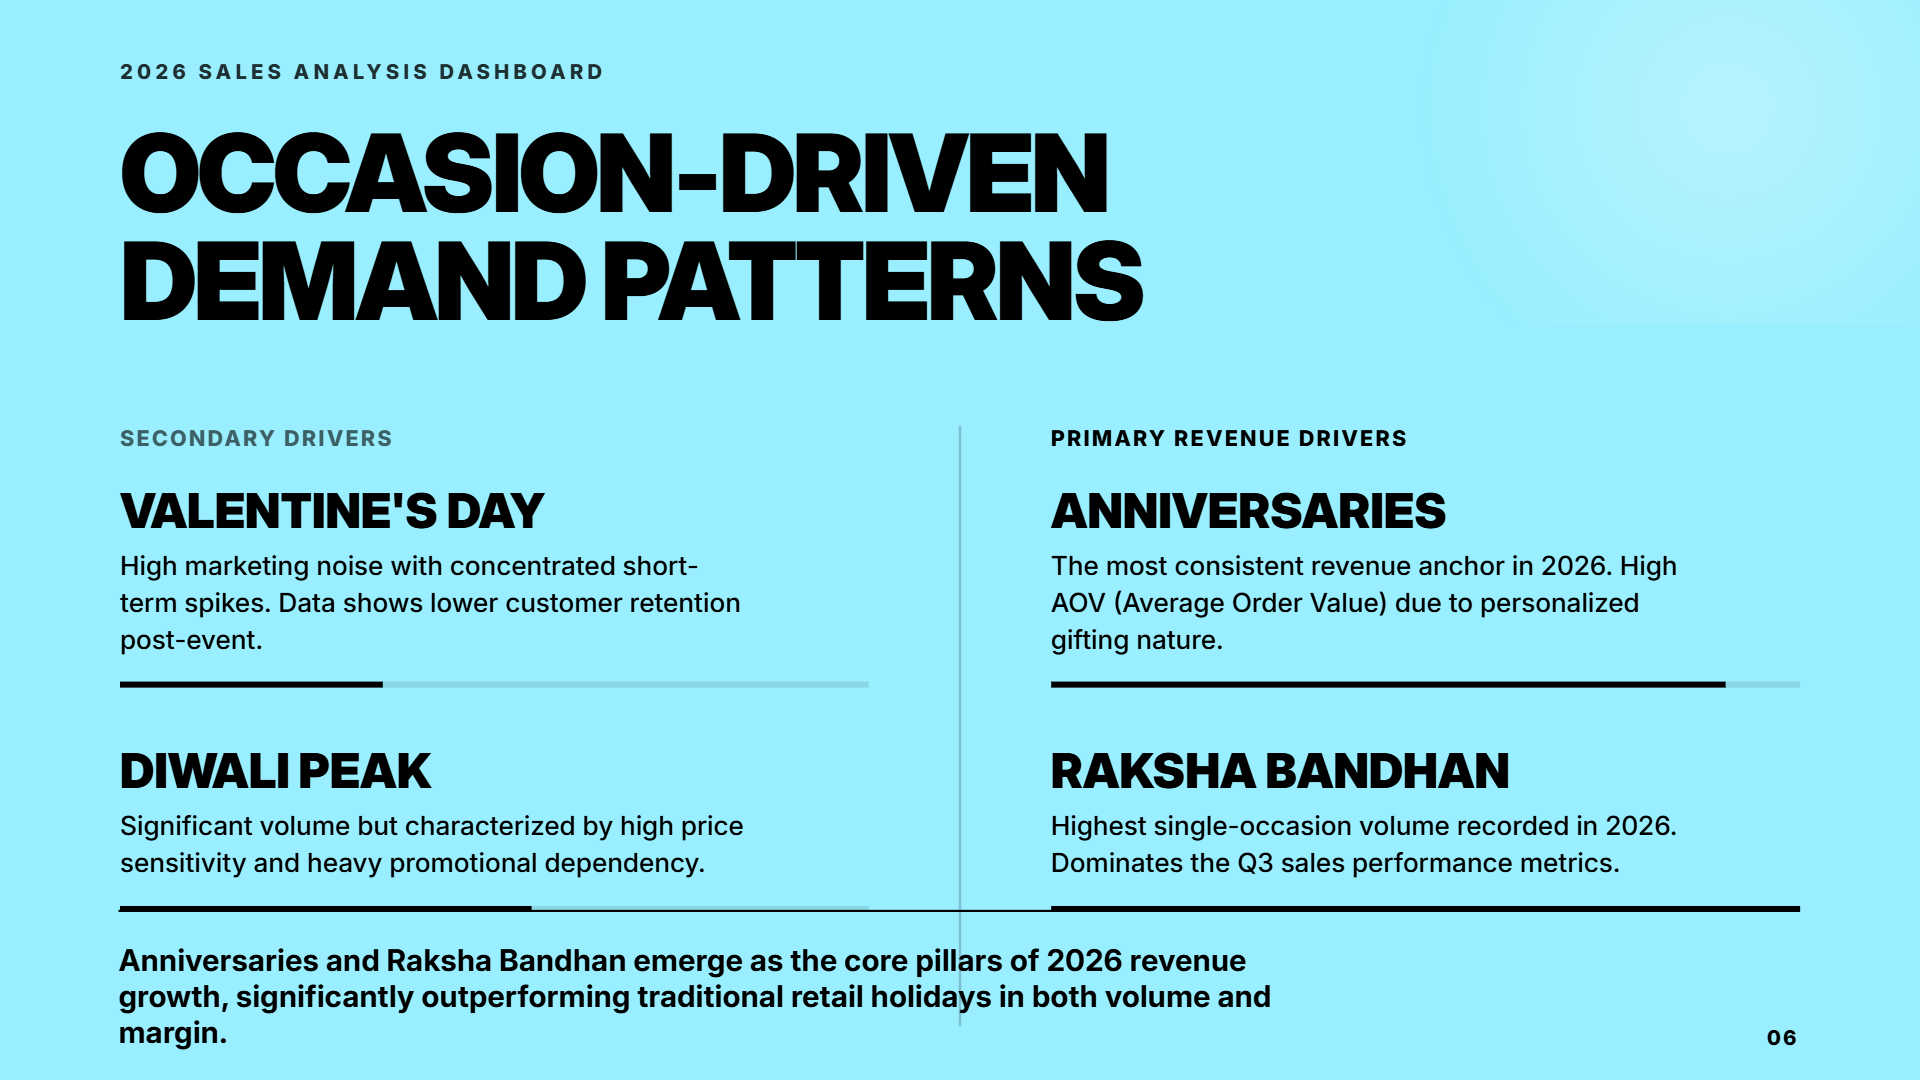 2026 SALES ANALYSIS DASHBOARD
OCCASION-DRIVEN
DEMAND PATTERNS
SECONDARY DRIVERS
VALENTINE'S DAY
High marketing noise with concentrated short-
term spikes. Data shows lower customer retention
post-event.
DIWALI PEAK
Significant volume but characterized by high price
sensitivity and heavy promotional dependency.
PRIMARY REVENUE DRIVERS
ANNIVERSARIES
The most consistent revenue anchor in 2026. High
AOV (Average Order Value) due to personalized
gifting nature.
RAKSHA BANDHAN
Highest single-occasion volume recorded in 2026.
Dominates the Q3 sales performance metrics.
Anniversaries and Raksha Bandhan emerge as the core pillars of 2026 revenue
growth, significantly outperforming traditional retail holidays in both volume and
margin.
06